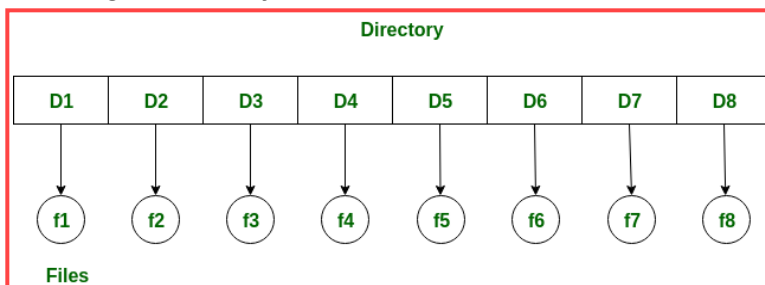 Directory
D1 D2 D3 D4 D5 D6 D7 D8
f1 f2 f3 f4 f5 f6 f7 f8
Files